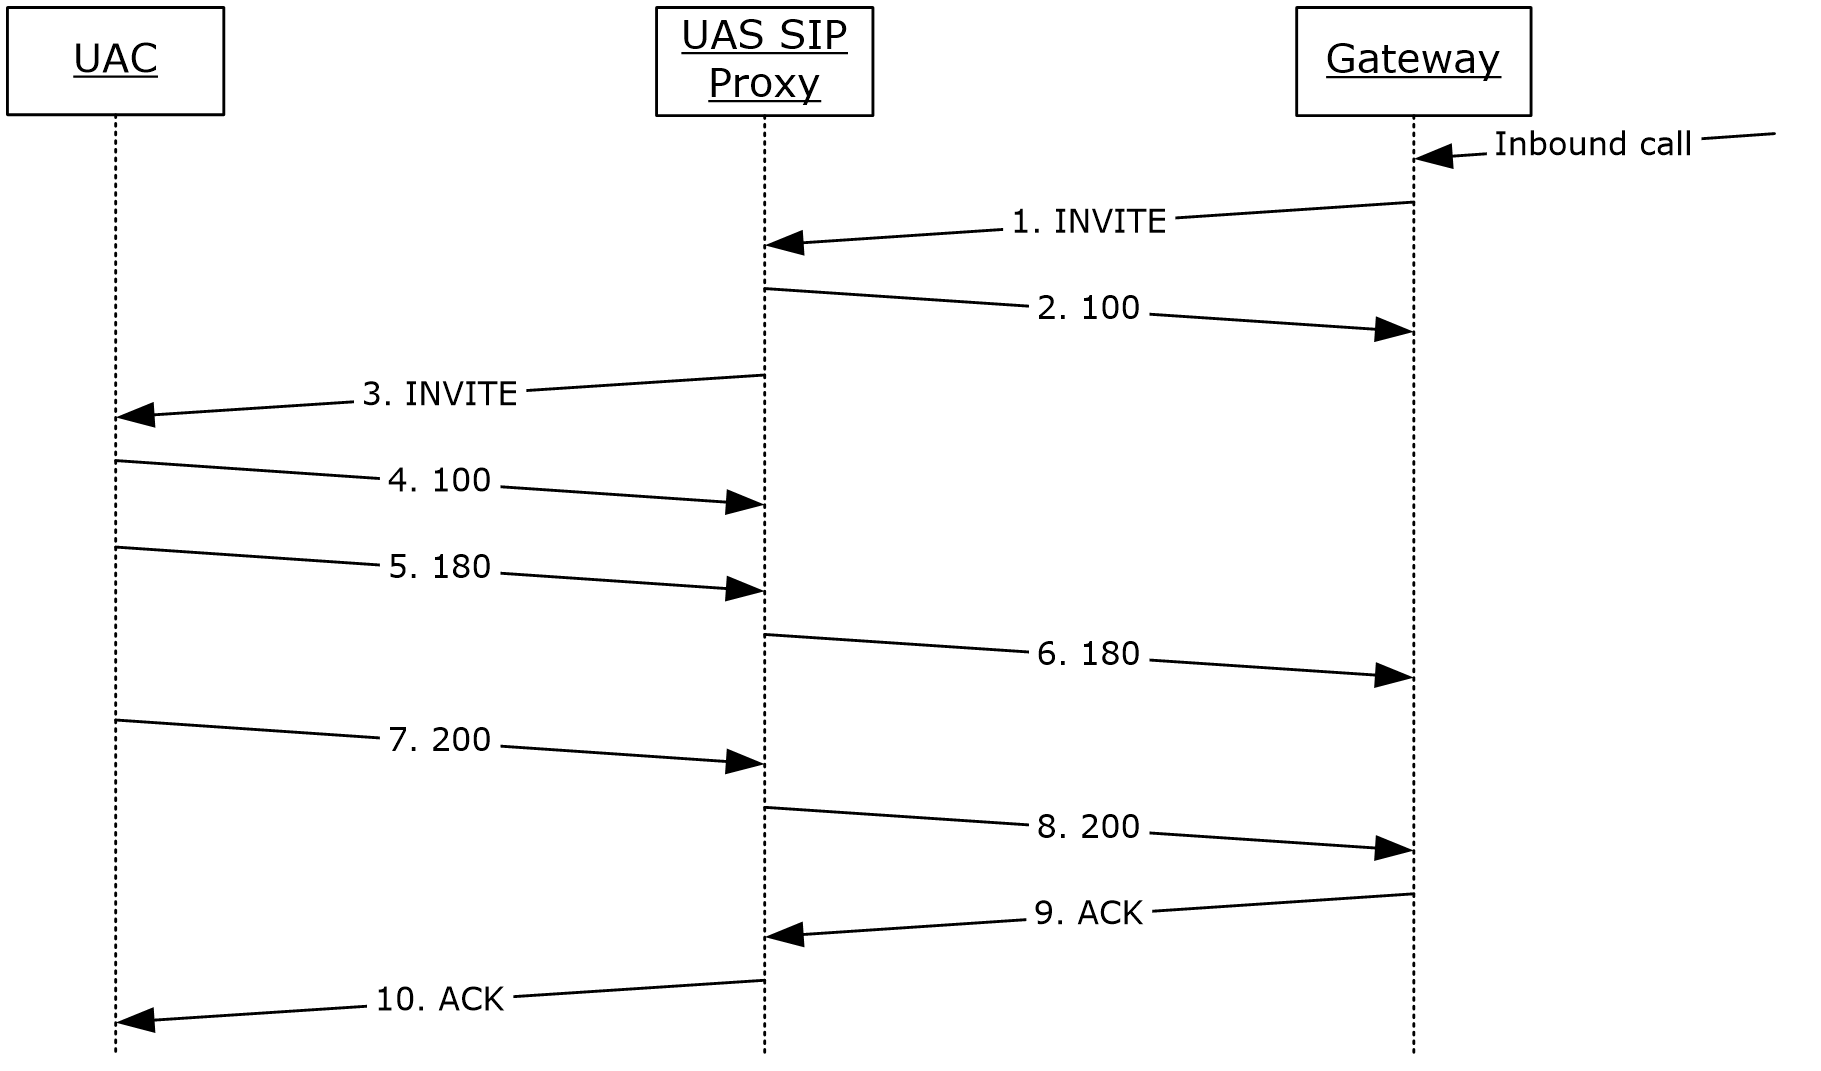 UAC
UAS SIP
Proxy
Gateway
Inbound call
1. INVITE
2. 100
3. INVITE
4. 100
5. 180
6. 180
7. 200
8. 200
9. ACK
10. ACK